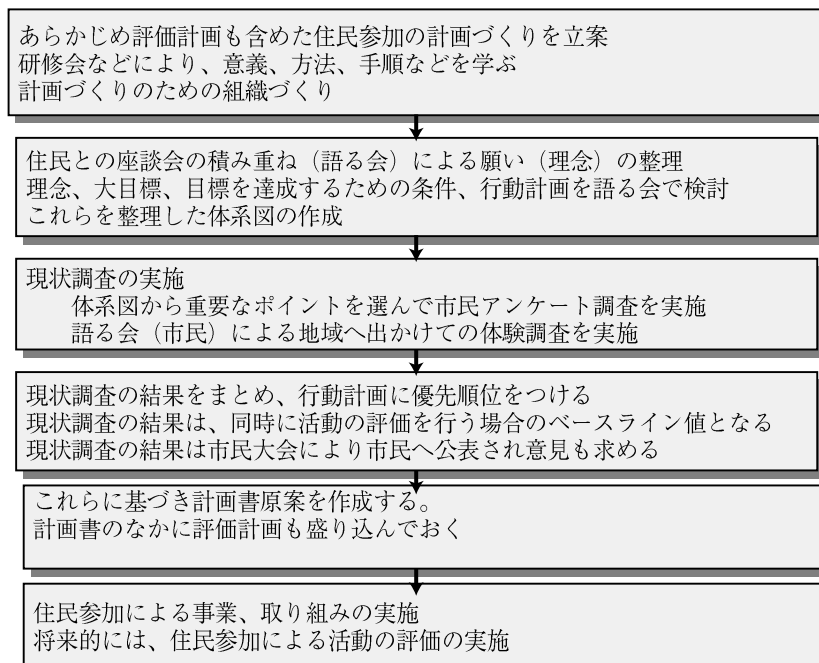 あらかじめ評価計画も含めた住民参加の計画づくりを立案
研修会などにより、意義、方法、手順などを学ぶ
計画づくりのための組織づくり
住民との座談会の積み重ね（語る会）による願い（理念）の整理
理念、大目標、目標を達成するための条件、行動計画を語る会で検討
これらを整理した体系図の作成
現状調査の実施
体系図から重要なポイントを選んで市民アンケート調査を実施
語る会（市民）による地域へ出かけての体験調査を実施
現状調査の結果をまとめ、行動計画に優先順位をつける
現状調査の結果は、同時に活動の評価を行う場合のベースライン値となる
現状調査の結果は市民大会により市民へ公表され意見も求める
これらに基づき計画書原案を作成する。
計画書のなかに評価計画も盛り込んでおく
住民参加による事業、取り組みの実施
将来的には、住民参加による活動の評価の実施